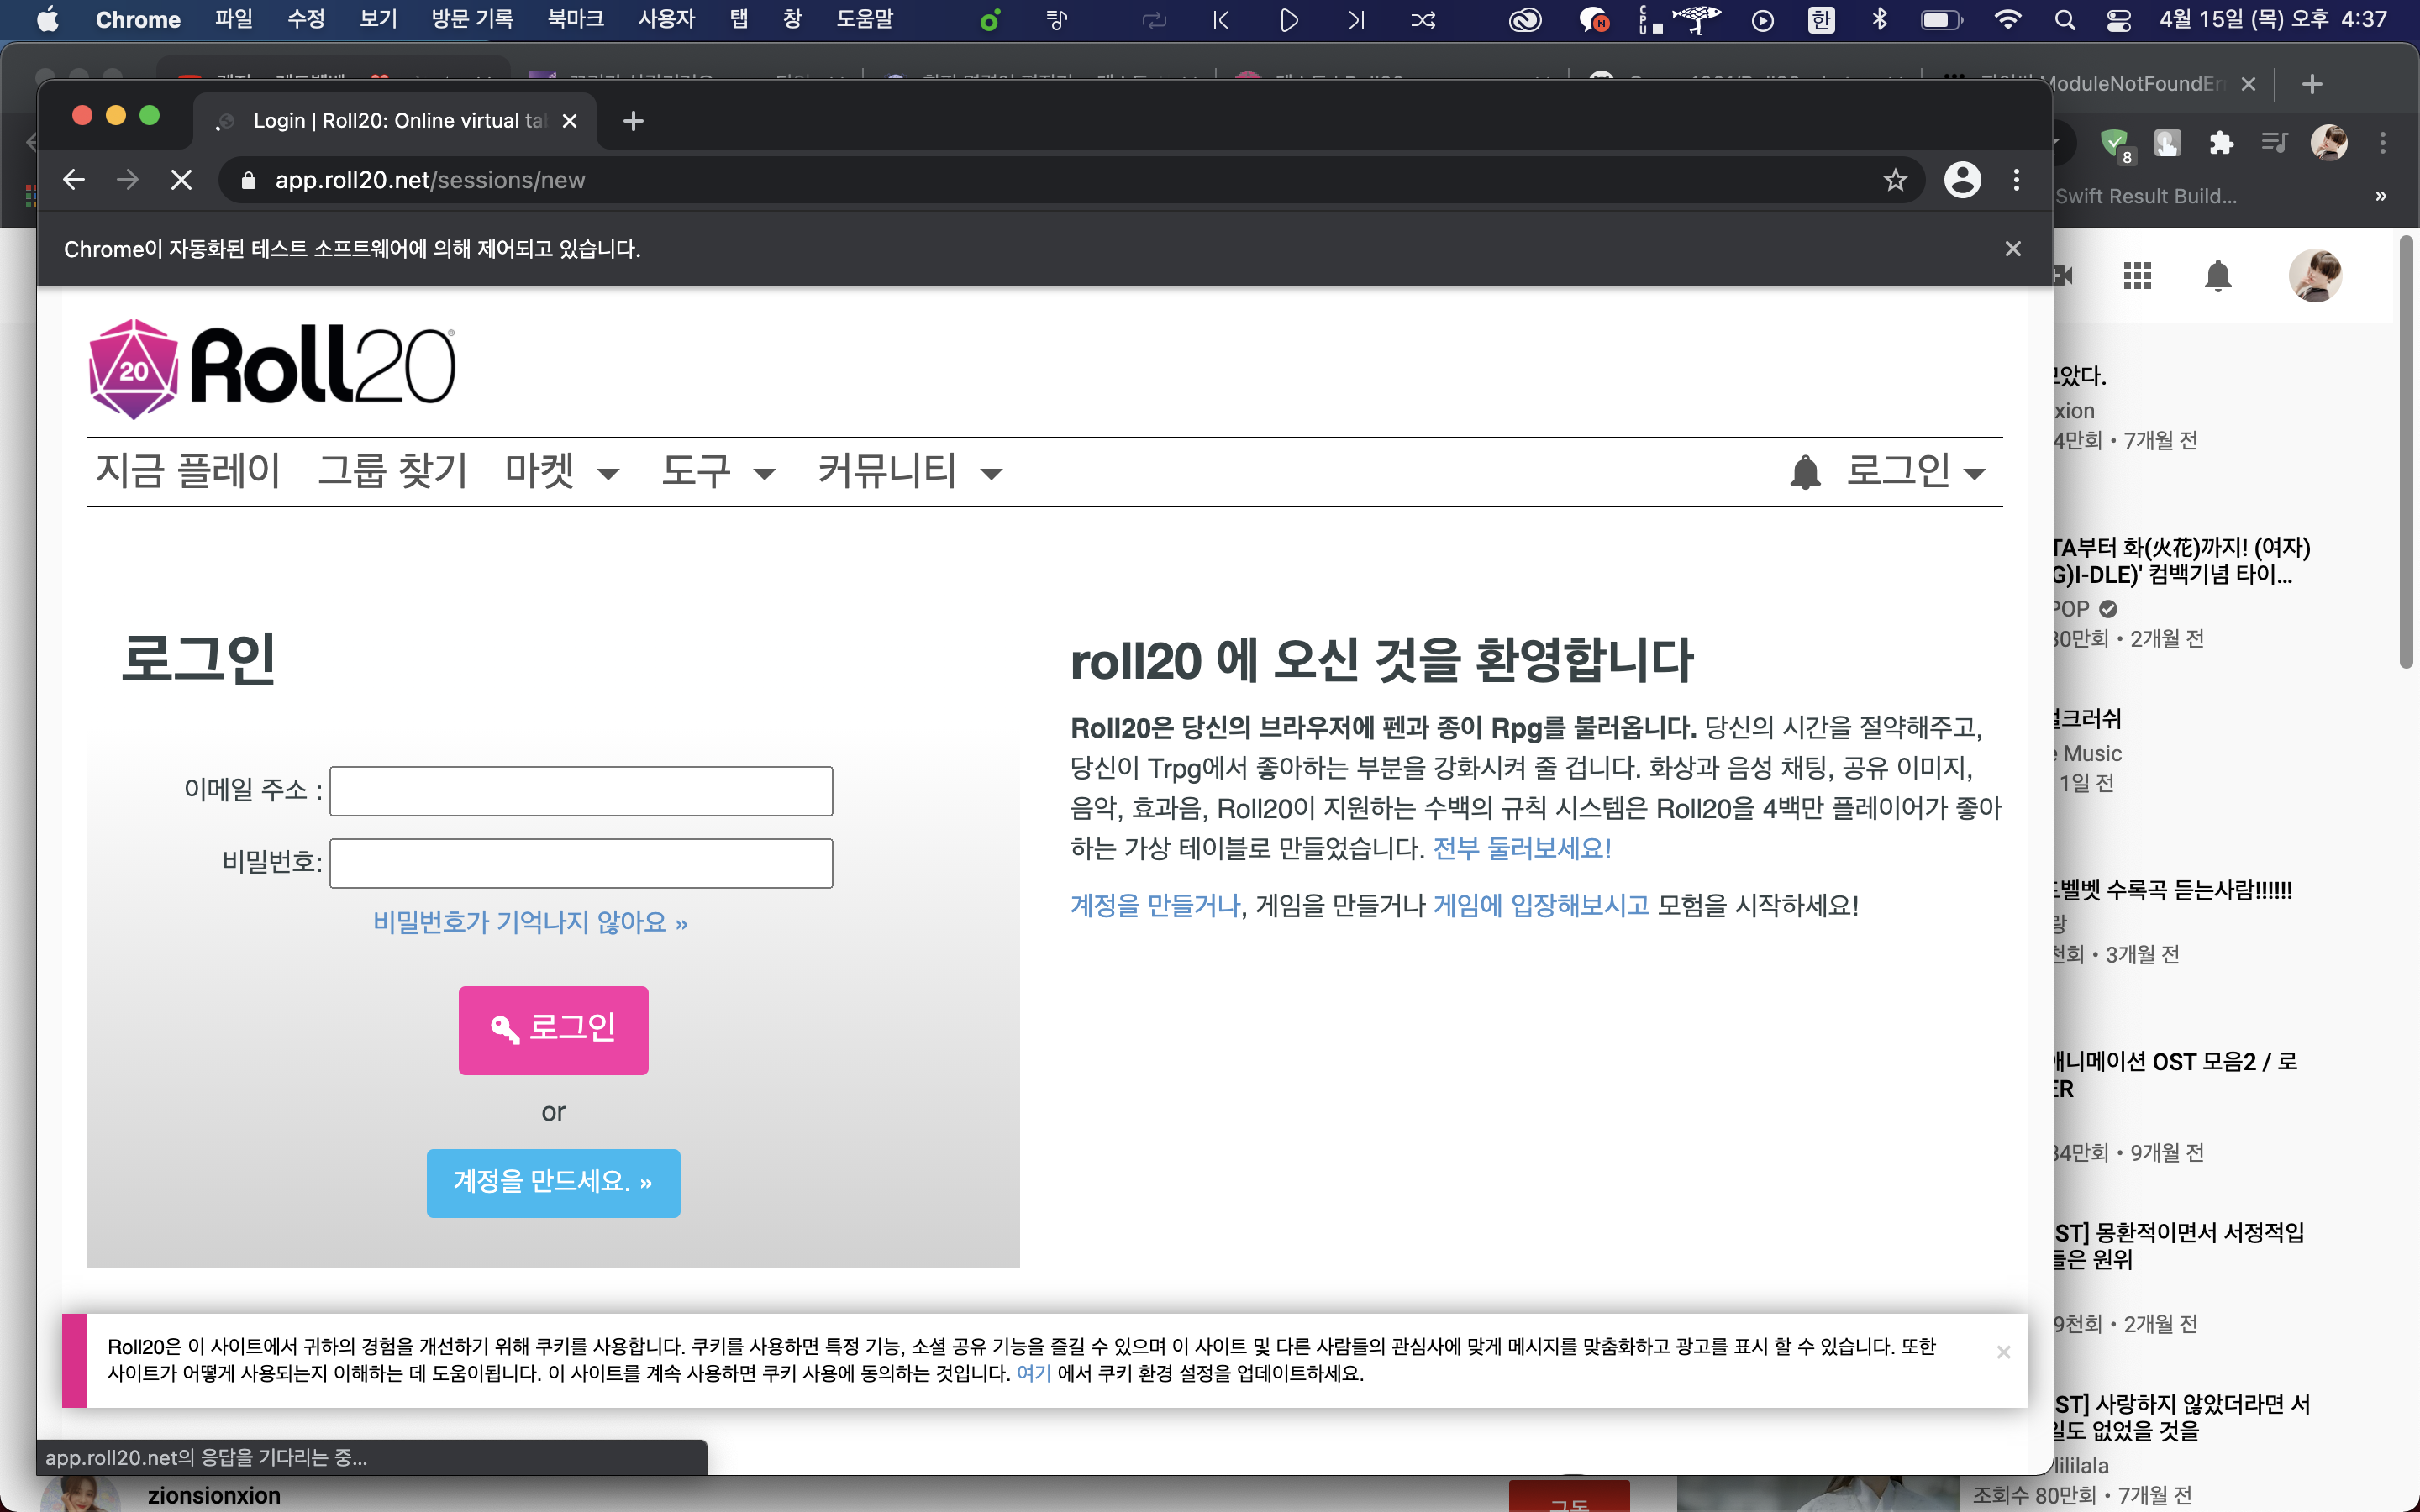 Chrome 파일 수정 보기 방문 기록 북마크 사용자 탭 창 도움말 N CPU 한 4월 15일 (목) 오후 4:37
ModuleNotFoundEr
Login | Roll20: Online virtual ta
8
app.roll20.net/sessions/new
Swift Result Build...
Chrome이 자동화된 테스트 소프트웨어에 의해 제어되고 있습니다.
20 Roll20
지금 플레이 그룹 찾기 마켓 도구 커뮤니티 로그인
로그인
이메일 주소 :
비밀번호:
비밀번호가 기억나지 않아요 »
로그인
or
계정을 만드세요. »
roll20 에 오신 것을 환영합니다
Roll20은 당신의 브라우저에 펜과 종이 Rpg를 불러옵니다. 당신의 시간을 절약해주고,
당신이 Trpg에서 좋아하는 부분을 강화시켜 줄 겁니다. 화상과 음성 채팅, 공유 이미지,
음악, 효과음, Roll20이 지원하는 수백의 규칙 시스템은 Roll20을 4백만 플레이어가 좋아
하는 가상 테이블로 만들었습니다. 전부 둘러보세요!
계정을 만들거나, 게임을 만들거나 게임에 입장해보시고 모험을 시작하세요!
Roll20은 이 사이트에서 귀하의 경험을 개선하기 위해 쿠키를 사용합니다. 쿠키를 사용하면 특정 기능, 소셜 공유 기능을 즐길 수 있으며 이 사이트 및 다른 사람들의 관심사에 맞게 메시지를 맞춤화하고 광고를 표시 할 수 있습니다. 또한
사이트가 어떻게 사용되는지 이해하는 데 도움이됩니다. 이 사이트를 계속 사용하면 쿠키 사용에 동의하는 것입니다. 여기 에서 쿠키 환경 설정을 업데이트하세요.
app.roll20.net의 응답을 기다리는 중...
zionsionxion
모았다.
xion
4만회 • 7개월 전
TA부터 화(火花)까지! (여자)
G)I-DLE)' 컴백기념 타이...
POP
30만회 • 2개월 전
걸크러쉬
e Music
1일 전
드벨벳 수록곡 듣는사람!!!!!!
랑
천회 • 3개월 전
애니메이션 OST 모음2 / 로
ER
34만회 • 9개월 전
ST] 몽환적이면서 서정적인
들은 원위
9천회 • 2개월 전
ST] 사랑하지 않았더라면 서
일도 없었을 것을
lililala
조회수 80만회 • 7개월 전